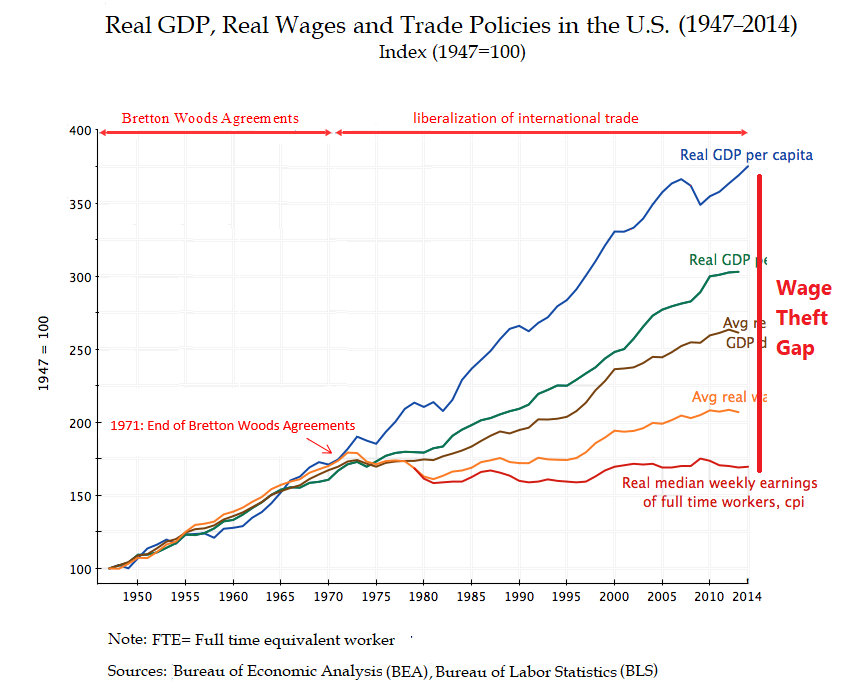 Real GDP, Real Wages and Trade Policies in the U.S. (1947–2014)
Index (1947=100)
Bretton Woods Agreements
liberalization of international trade
400
Real GDP per capita
350
Real GDP
300
Wage
Theft
Gap
Avg
GDP
250
1947 = 100
Avg real
200
1971: End of Bretton Woods Agreements
Real median weekly earnings
of full time workers, cpi
150
100
1950 1955 1960 1965 1970 1975 1980 1985 1990 1995 2000 2005 2010 2014
Note: FTE= Full time equivalent worker
Sources: Bureau of Economic Analysis (BEA), Bureau of Labor Statistics (BLS)